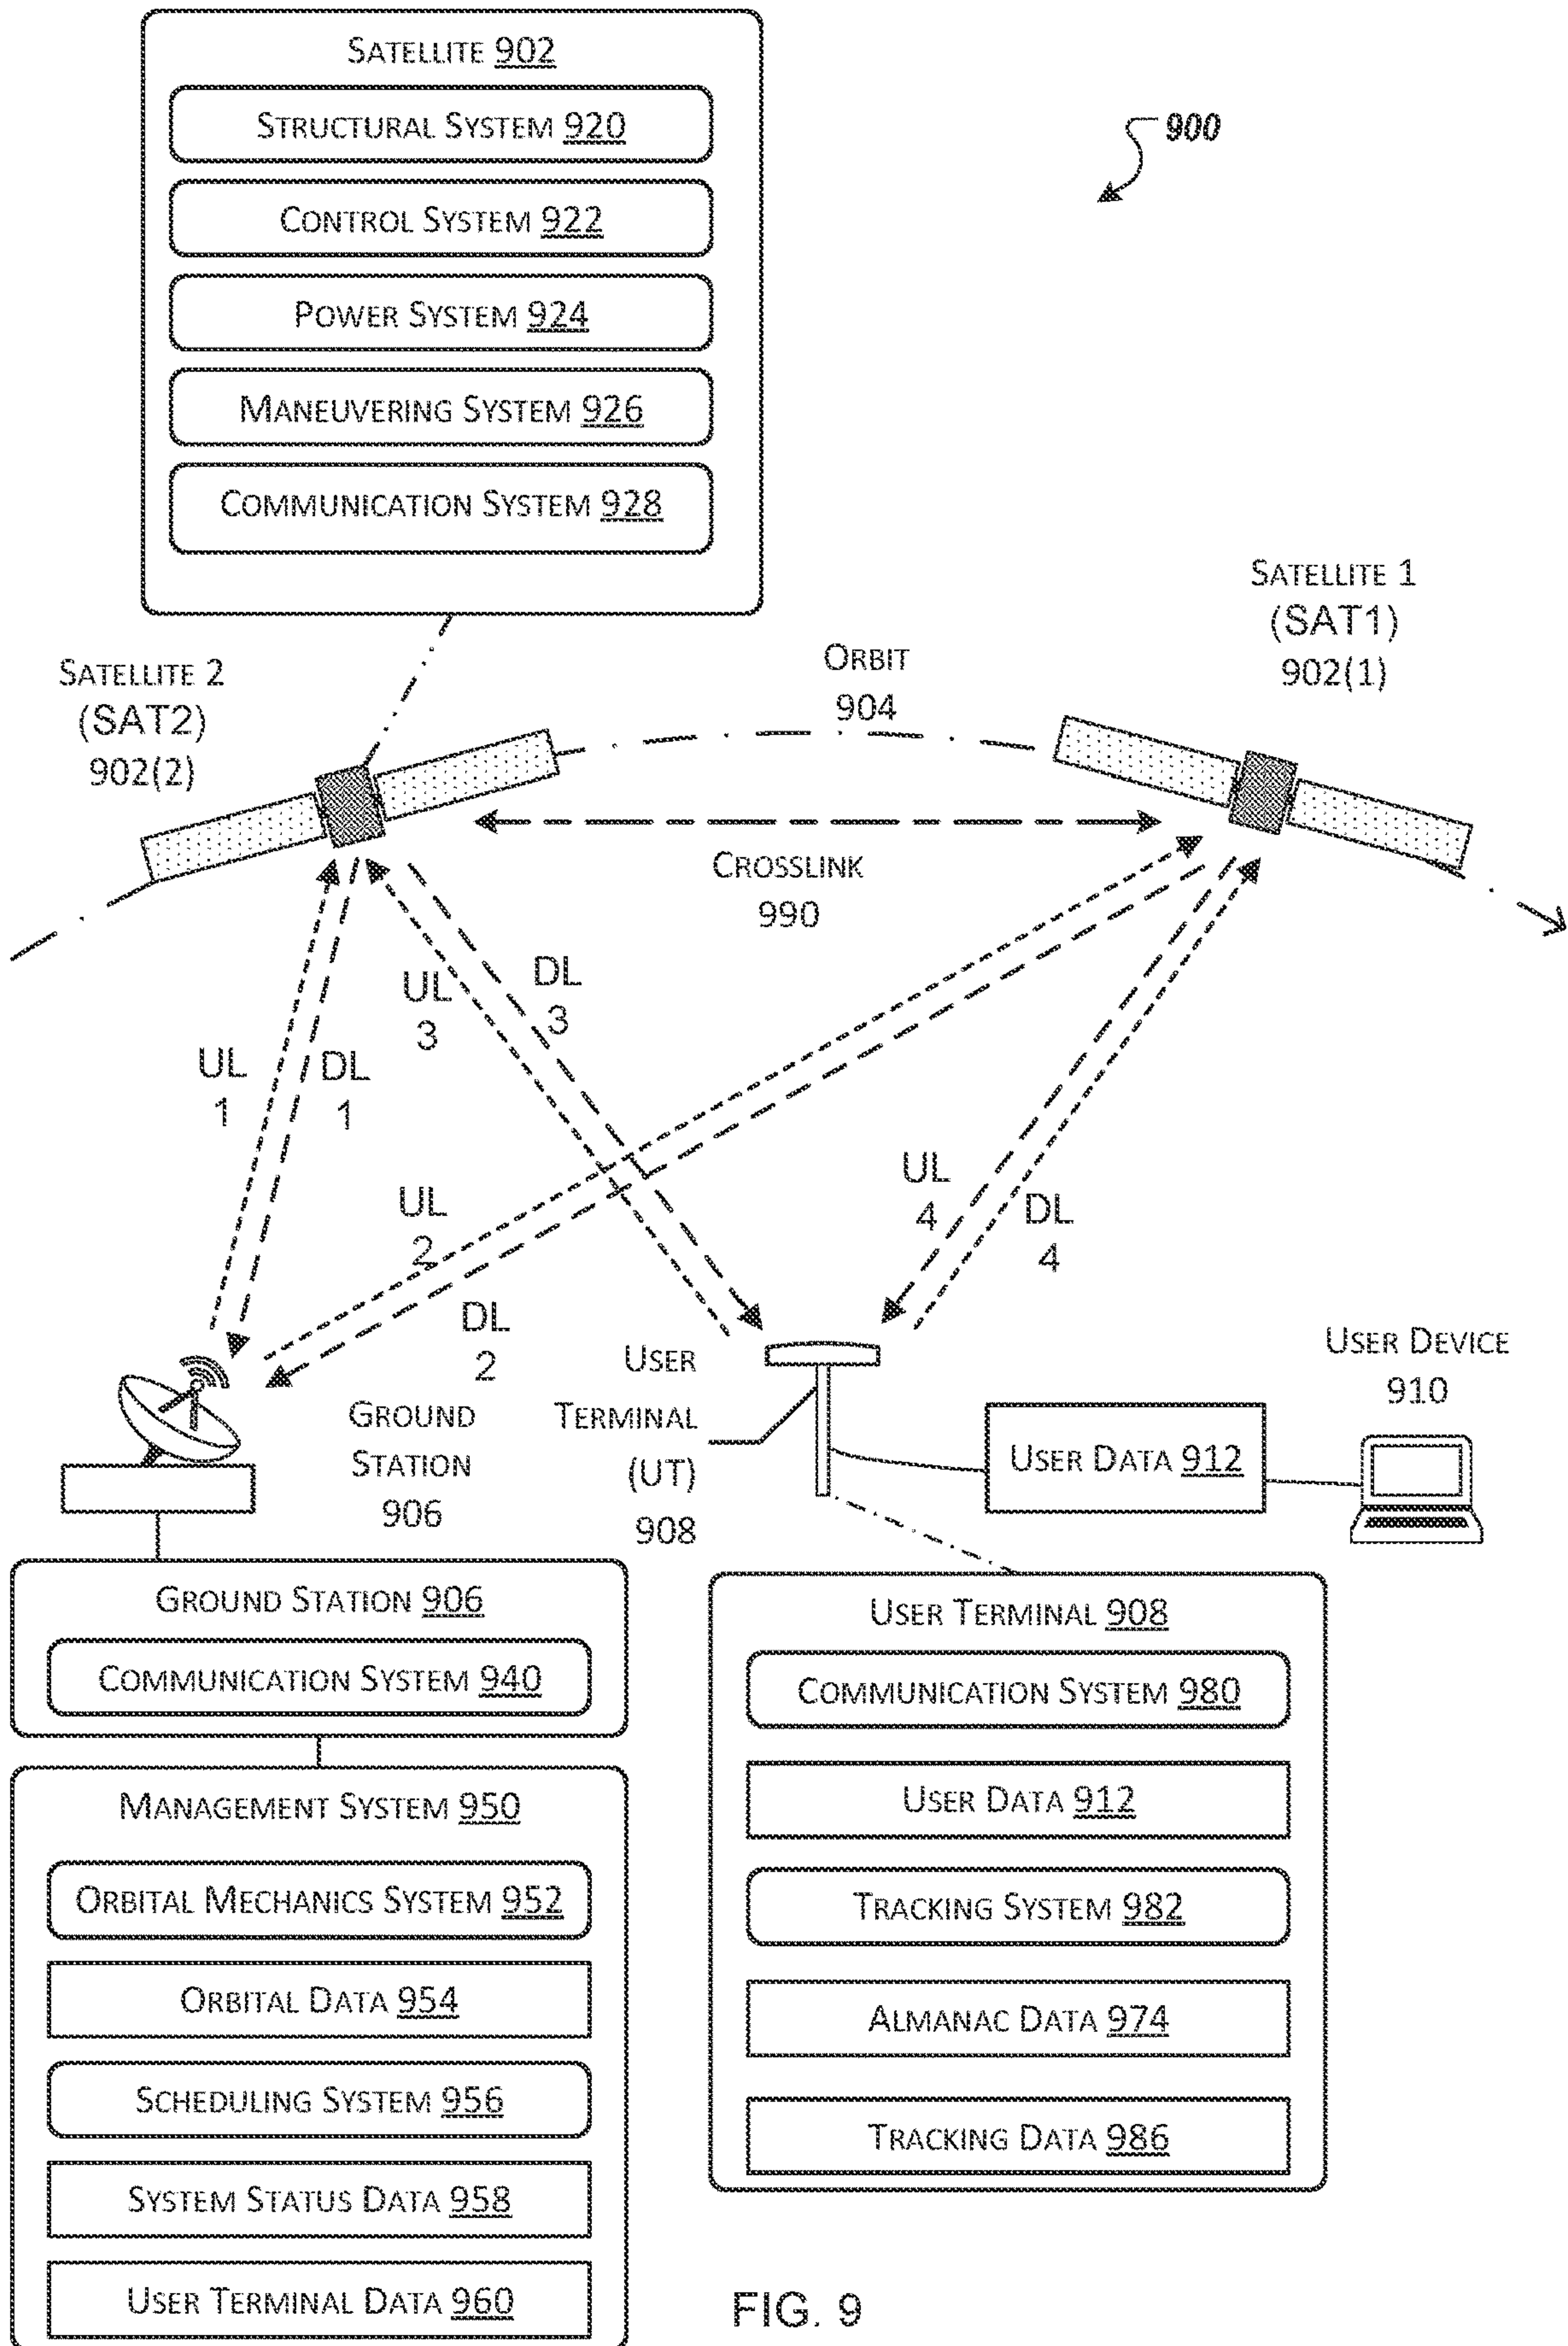 SATELLITE 902
STRUCTURAL SYSTEM 920
CONTROL SYSTEM 922
POWER SYSTEM 924
MANEUVERING SYSTEM 926
COMMUNICATION SYSTEM 928
900
SATELLITE 1
(SAT1)
902(1)
ORBIT
904
SATELLITE 2
(SAT2)
902(2)
CROSSLINK
990
UL
1
DL
1
UL
3
DL
3
UL
2
DL
2
UL
4
DL
4
GROUND
STATION
906
USER
TERMINAL
(UT)
908
USER DATA 912
USER DEVICE
910
GROUND STATION 906
COMMUNICATION SYSTEM 940
MANAGEMENT SYSTEM 950
ORBITAL MECHANICS SYSTEM 952
ORBITAL DATA 954
SCHEDULING SYSTEM 956
SYSTEM STATUS DATA 958
USER TERMINAL DATA 960
USER TERMINAL 908
COMMUNICATION SYSTEM 980
USER DATA 912
TRACKING SYSTEM 982
ALMANAC DATA 974
TRACKING DATA 986
FIG. 9